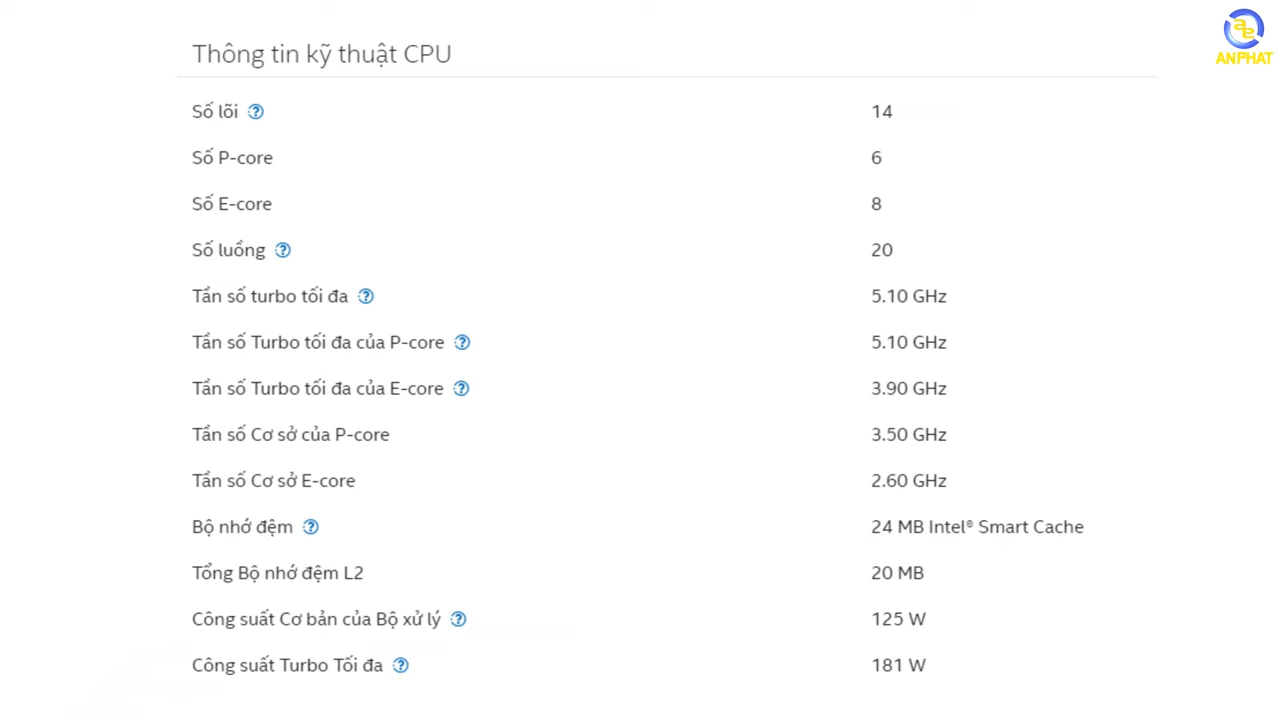 ANPHAT
Thông tin kỹ thuật CPU
Số lõi 14
Số P-core 6
Số E-core 8
Số luồng 20
Tần số turbo tối đa 5.10 GHz
Tần số Turbo tối đa của P-core 5.10 GHz
Tần số Turbo tối đa của E-core 3.90 GHz
Tần số Cơ sở của P-core 3.50 GHz
Tần số Cơ sở E-core 2.60 GHz
Bộ nhớ đệm 24 MB Intel® Smart Cache
Tổng Bộ nhớ đệm L2 20 MB
Công suất Cơ bản của Bộ xử lý 125 W
Công suất Turbo Tối đa 181 W